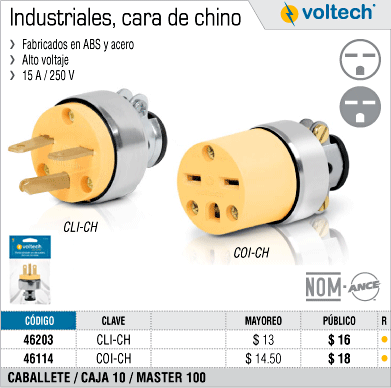 Industriales, cara de chino
voltech
Fabricados en ABS y acero
Alto voltaje
15 A / 250 V
CLI-CH
COI-CH
voltech
NOM-ANCE
CÓDIGO CLAVE MAYOREO PÚBLICO R
46203 CLI-CH $ 13 $ 16
46114 COI-CH $ 14.50 $ 18
CABALLETE / CAJA 10 / MASTER 100